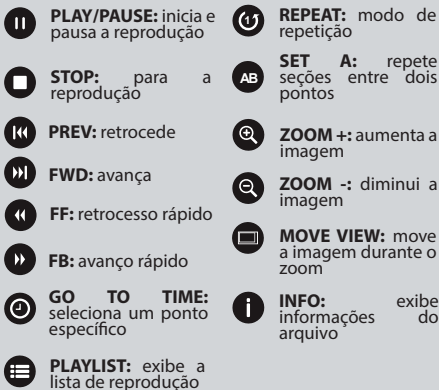 PLAY/PAUSE: inicia e
pausa a reprodução
STOP: para a
reprodução
PREV: retrocede
FWD: avança
FF: retrocesso rápido
FB: avanço rápido
GO TO TIME:
seleciona um ponto
específico
PLAYLIST: exibe a
lista de reprodução
1
REPEAT: modo de
repetição
AB
SET A: repete
seções entre dois
pontos
ZOOM +: aumenta a
imagem
ZOOM -: diminui a
imagem
MOVE VIEW: move
a imagem durante o
zoom
INFO: exibe
informações do
arquivo